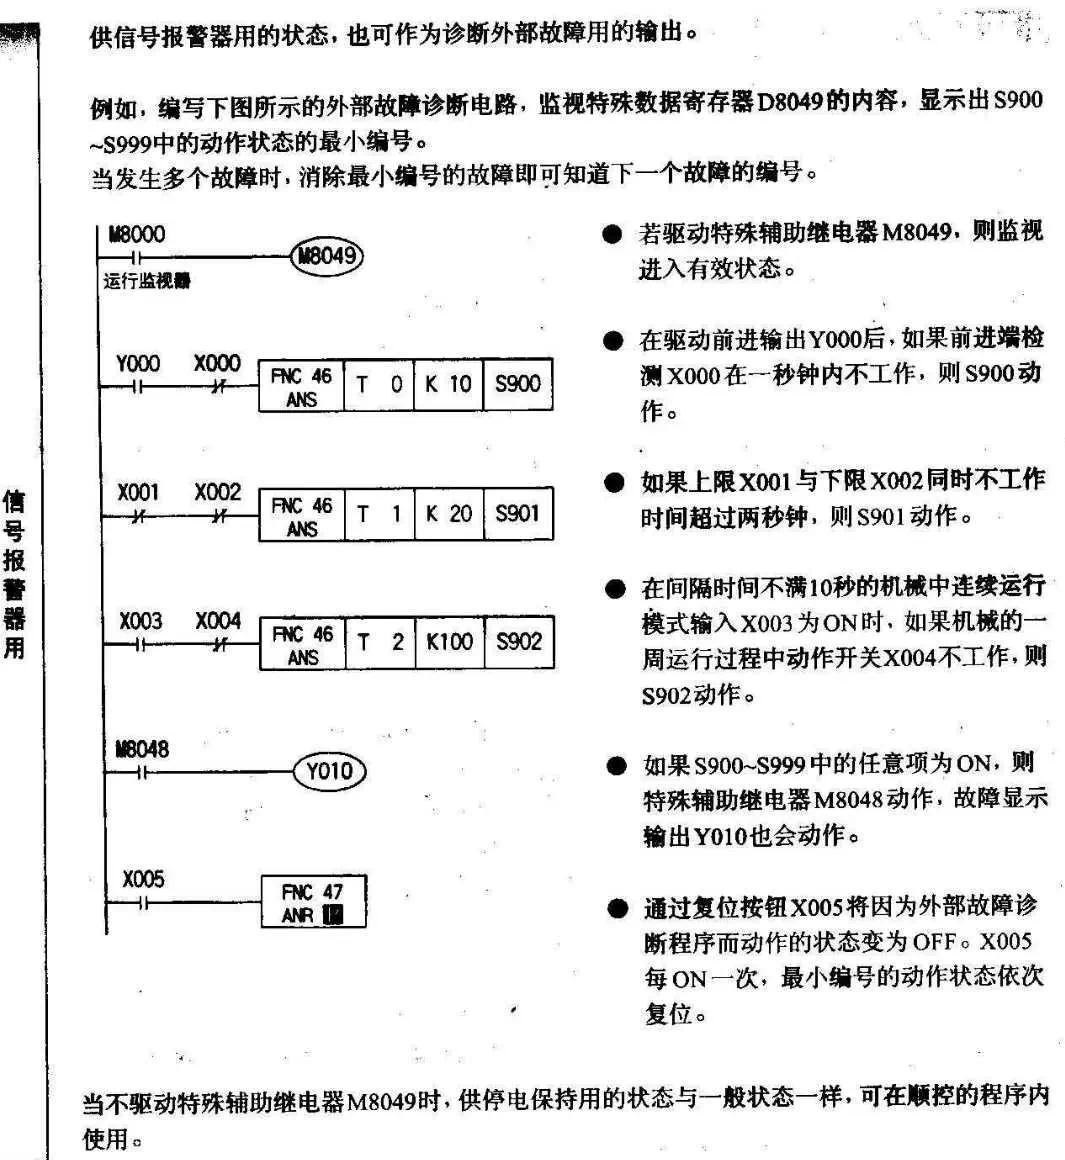 供信号报警器用的状态，也可作为诊断外部故障用的输出。
例如，编写下图所示的外部故障诊断电路，监视特殊数据寄存器D8049的内容，显示出S900
~S999中的动作状态的最小编号。
当发生多个故障时，消除最小编号的故障即可知道下一个故障的编号。
M8000
M8049
运行监视器
● 若驱动特殊辅助继电器M8049，则监视
进入有效状态。
Y000 X000
FNC 46 ANS T 0 K 10 S900
● 在驱动前进输出Y000后，如果前进端检
测X000在一秒钟内不工作，则S900动
作。
X001 X002
FNC 46 ANS T 1 K 20 S901
● 如果上限X001与下限X002同时不工作
时间超过两秒钟，则S901动作。
X003 X004
FNC 46 ANS T 2 K100 S902
● 在间隔时间不满10秒的机械中连续运行
模式输入X003为ON时，如果机械的一
周运行过程中动作开关X004不工作，则
S902动作。
M8048
Y010
● 如果S900~S999中的任意项为ON，则
特殊辅助继电器M8048动作，故障显示
输出Y010也会动作。
X005
FNC 47
ANR P
● 通过复位按钮X005将因为外部故障诊
断程序而动作的状态变为OFF。X005
每ON一次，最小编号的动作状态依次
复位。
当不驱动特殊辅助继电器M8049时，供停电保持用的状态与一般状态一样，可在顺控的程序内
使用。
信号报警器用